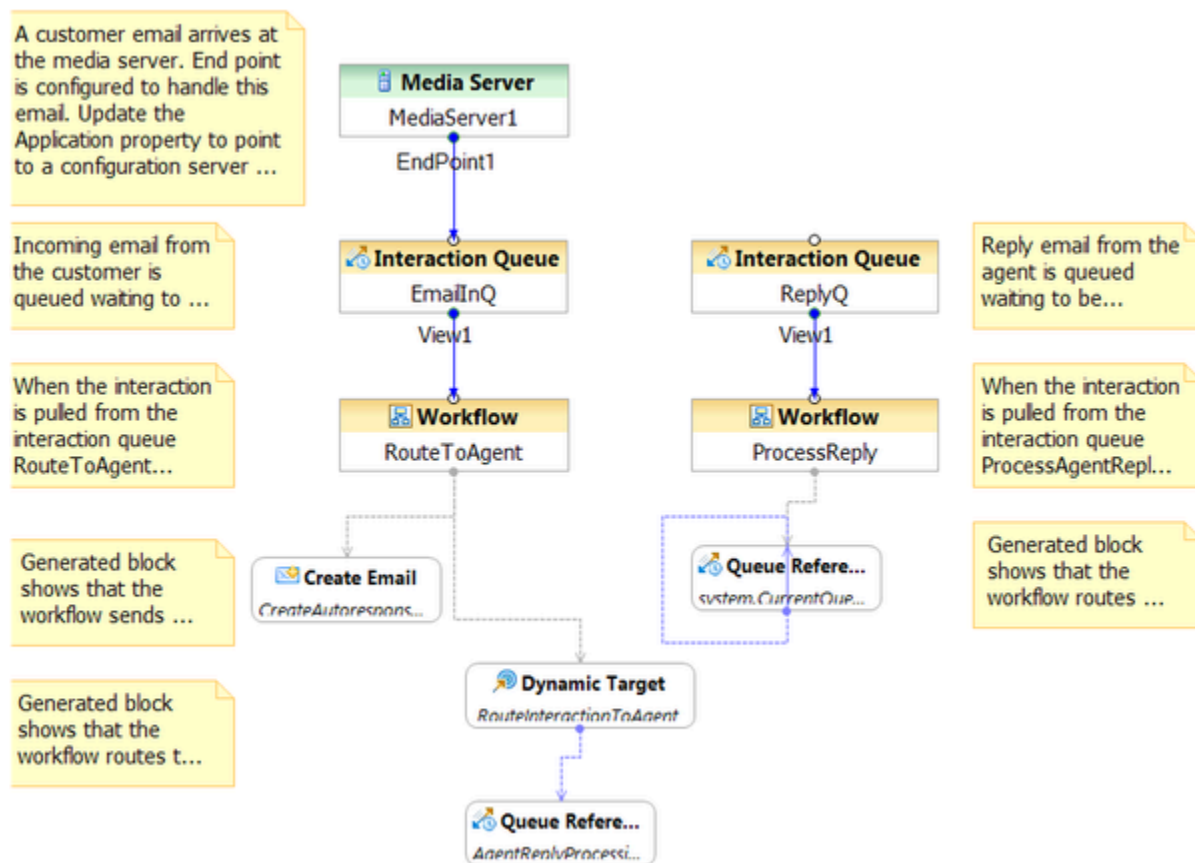 A customer email arrives at
the media server. End point
is configured to handle this
email. Update the
Application property to point
to a configuration server ...
Media Server
MediaServer1
EndPoint1
Incoming email from
the customer is
queued waiting to ...
Interaction Queue
EmailInQ
View1
Interaction Queue
ReplyQ
View1
Reply email from the
agent is queued
waiting to be...
When the interaction
is pulled from the
interaction queue
RouteToAgent...
Workflow
RouteToAgent
Workflow
ProcessReply
When the interaction
is pulled from the
interaction queue
ProcessAgentRepl...
Generated block
shows that the
workflow sends ...
Create Email
CreateAutorespons...
Queue Refere...
system.CurrentQue...
Generated block
shows that the
workflow routes ...
Generated block
shows that the
workflow routes t...
Dynamic Target
RouteInteractionToAgent
Queue Refere...
AgentReplyProcessi...